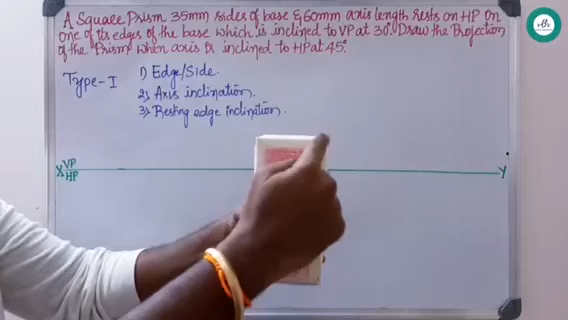 A Square Prism 35mm sides of base & 60mm axis length rests on HP on
one of its edges of the base which is inclined to VP at 30°. Draw the Projection
of the Prism when axis is inclined to HP at 45°.
Type-I
1) Edge/Side.
2) Axis inclination.
3) Resting edge inclination.
X VP Y
HP